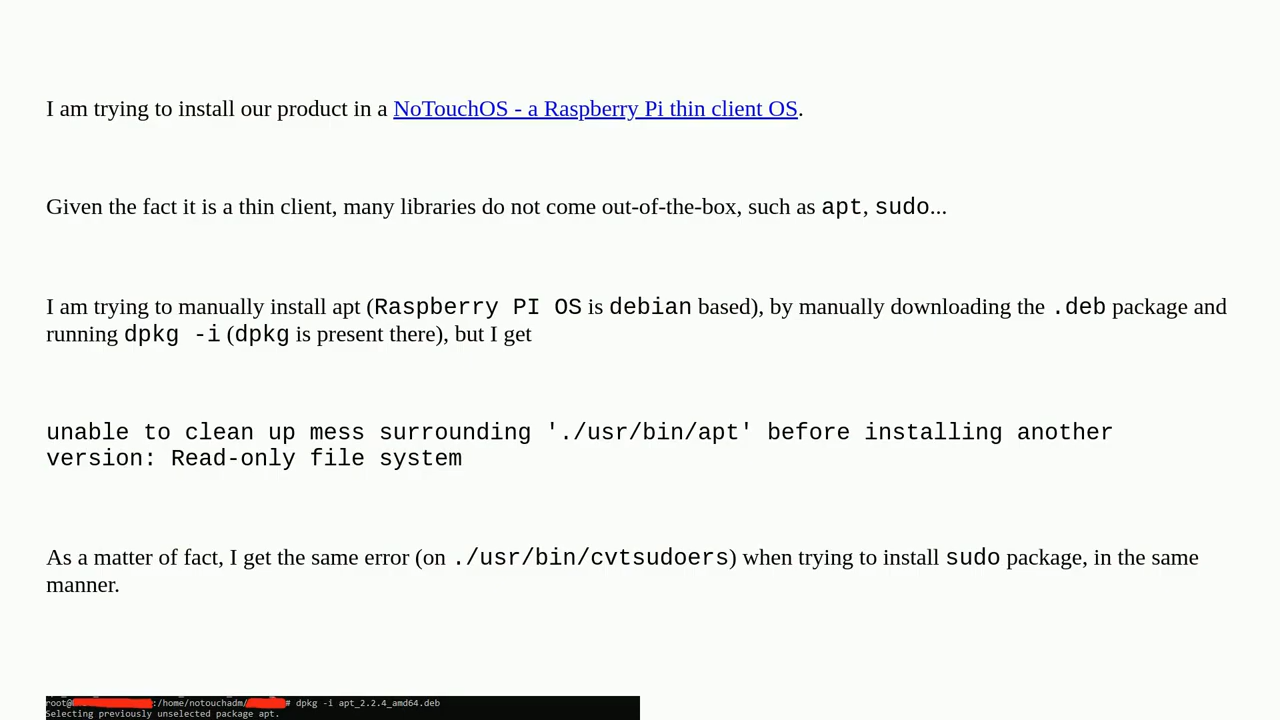 I am trying to install our product in a NoTouchOS - a Raspberry Pi thin client OS.
Given the fact it is a thin client, many libraries do not come out-of-the-box, such as apt, sudo...
I am trying to manually install apt (Raspberry PI OS is debian based), by manually downloading the .deb package and
running dpkg -i (dpkg is present there), but I get
unable to clean up mess surrounding './usr/bin/apt' before installing another
version: Read-only file system
As a matter of fact, I get the same error (on ./usr/bin/cvtsudoers) when trying to install sudo package, in the same
manner.
root@ :/home/notouchadm/ # dpkg -i apt_2.2.4_amd64.deb
Selecting previously unselected package apt.